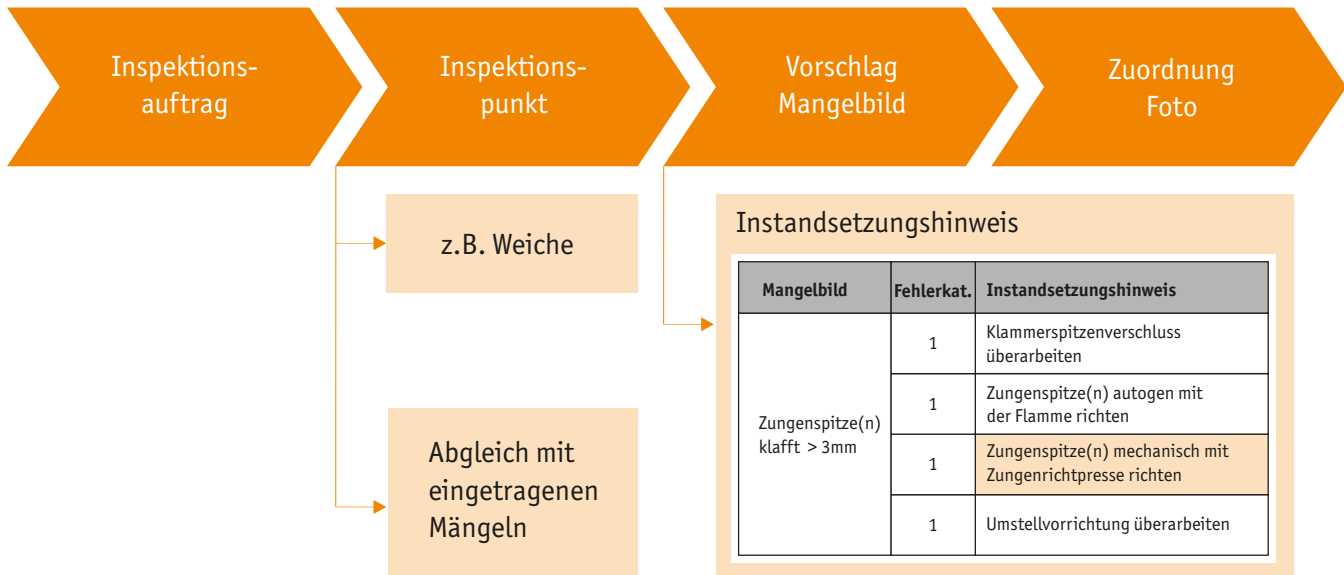 Inspektions-
auftrag
Inspektions-
punkt
Vorschlag
Mangelbild
Zuordnung
Foto
z.B. Weiche
Abgleich mit
eingetragenen
Mängeln
Instandsetzungshinweis
Mangelbild Fehlerkat. Instandsetzungshinweis
Zungenspitze(n)
klafft > 3mm
1 Klammerspitzenverschluss
überarbeiten
1 Zungenspitze(n) autogen mit
der Flamme richten
1 Zungenspitze(n) mechanisch mit
Zungenrichtpresse richten
1 Umstellvorrichtung überarbeiten